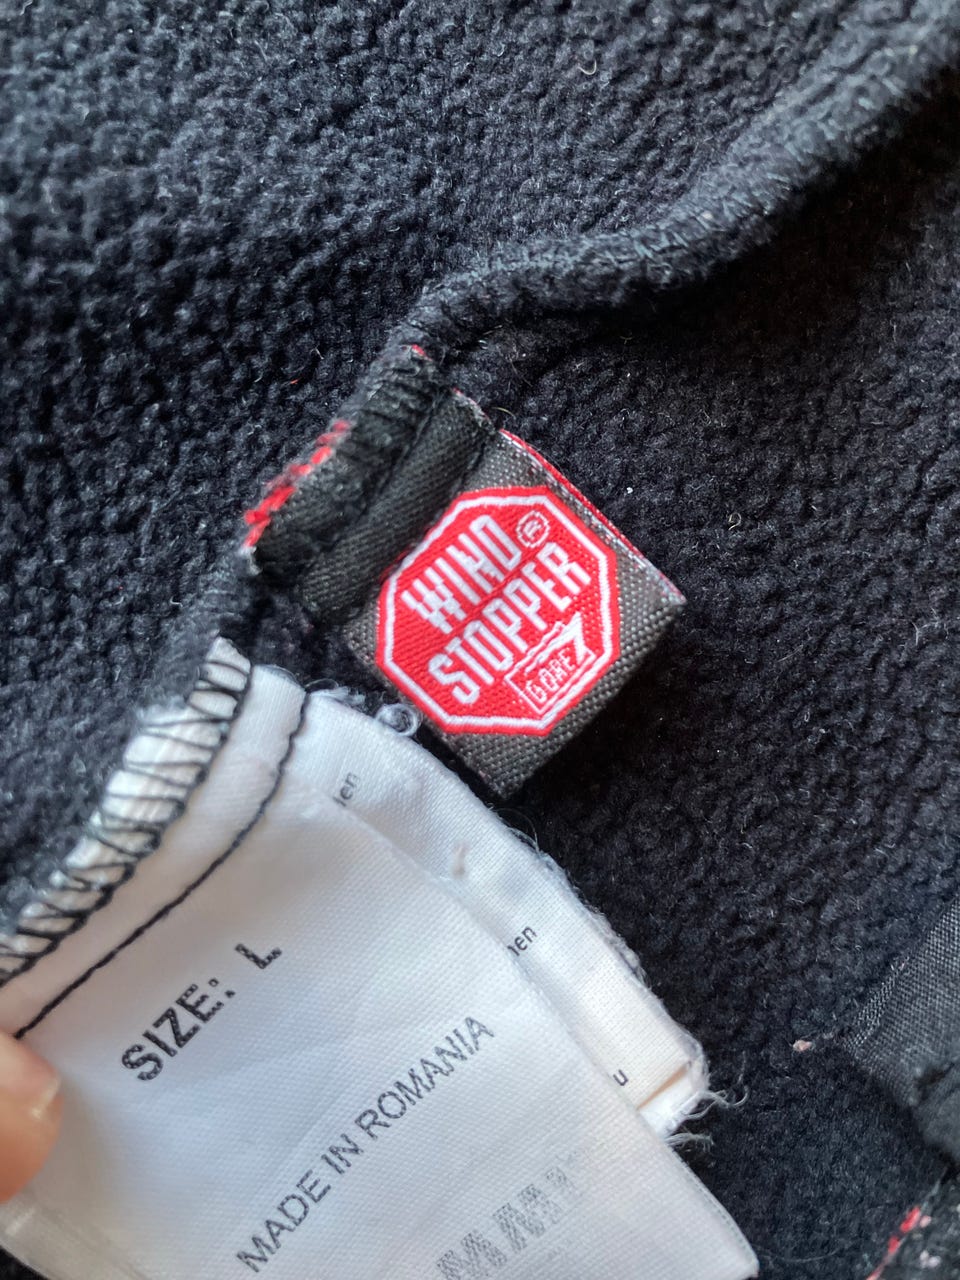 WIND®
STOPPER
GORE
SIZE: L
MADE IN ROMANIA